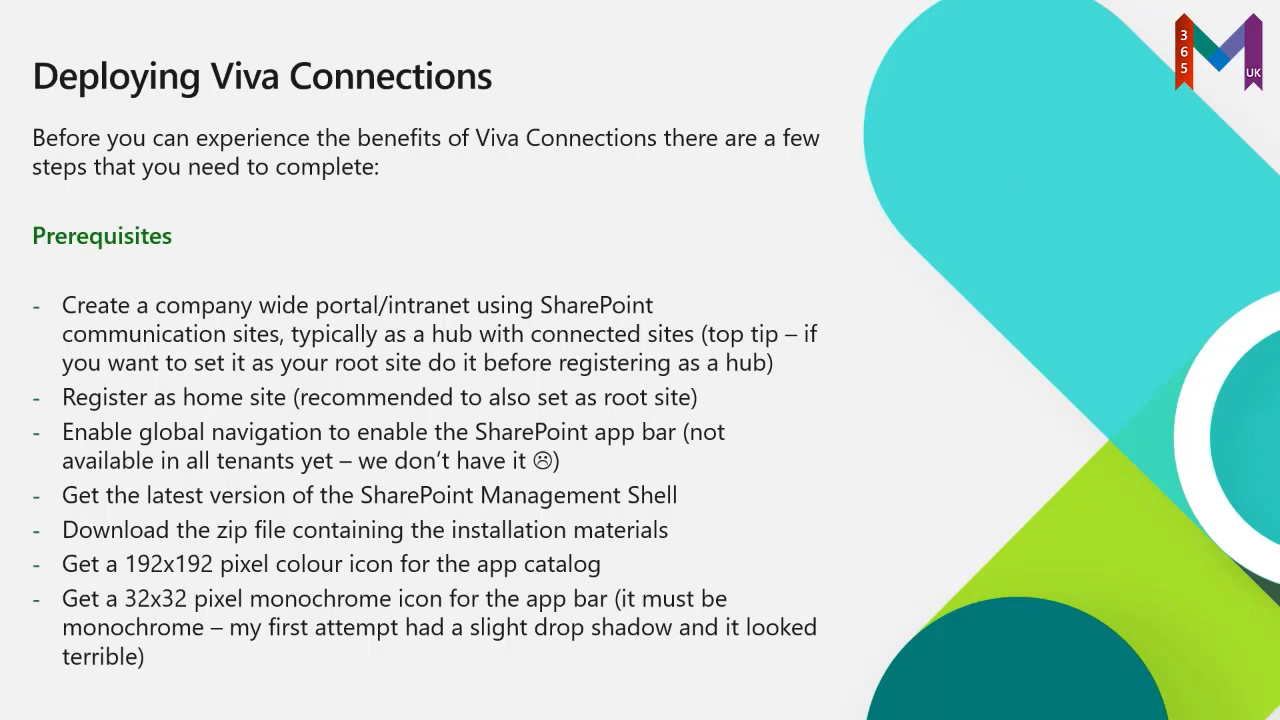 Deploying Viva Connections
3
6
5
UK
Before you can experience the benefits of Viva Connections there are a few
steps that you need to complete:
Prerequisites
- Create a company wide portal/intranet using SharePoint
communication sites, typically as a hub with connected sites (top tip – if
you want to set it as your root site do it before registering as a hub)
- Register as home site (recommended to also set as root site)
- Enable global navigation to enable the SharePoint app bar (not
available in all tenants yet – we don’t have it ☹)
- Get the latest version of the SharePoint Management Shell
- Download the zip file containing the installation materials
- Get a 192x192 pixel colour icon for the app catalog
- Get a 32x32 pixel monochrome icon for the app bar (it must be
monochrome – my first attempt had a slight drop shadow and it looked
terrible)